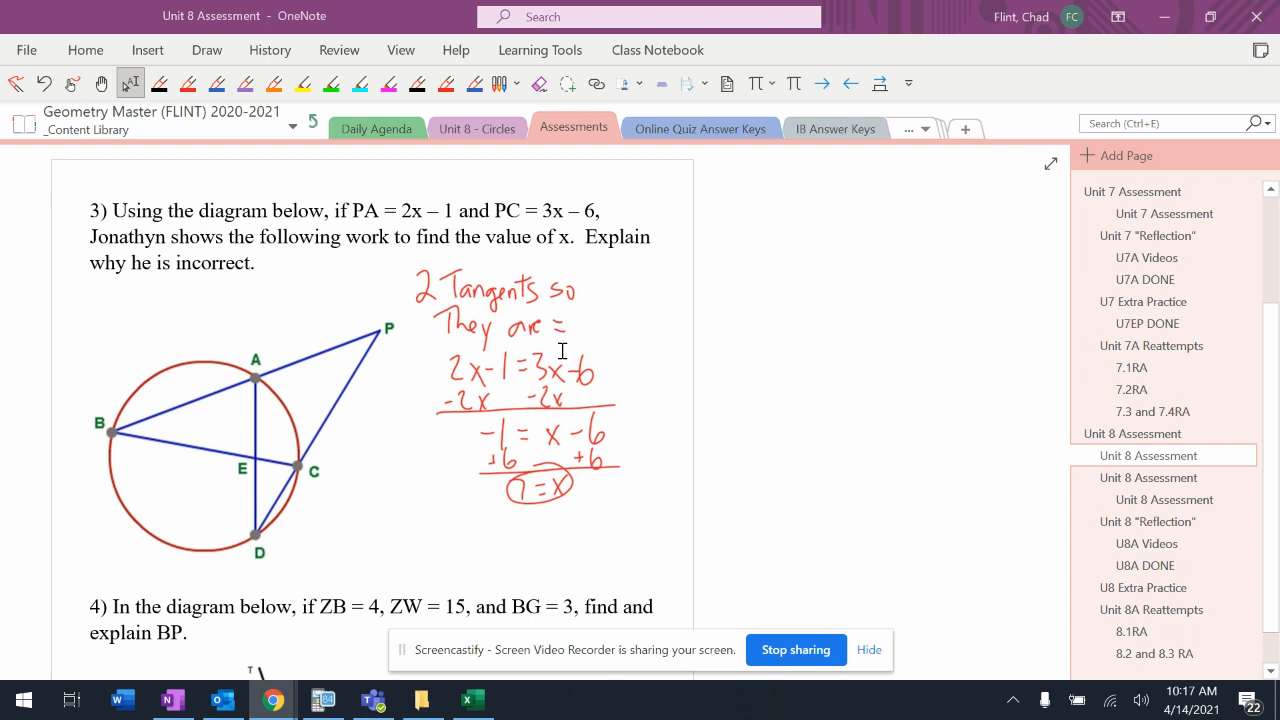 Unit 8 Assessment - OneNote
Search
Flint, Chad
FC
File Home Insert Draw History Review View Help Learning Tools Class Notebook
Geometry Master (FLINT) 2020-2021
_Content Library
Daily Agenda
Unit 8 - Circles
Assessments
Online Quiz Answer Keys
IB Answer Keys
...
Search (Ctrl+E)
Add Page
Unit 7 Assessment
Unit 7 Assessment
Unit 7 "Reflection"
U7A Videos
U7A DONE
U7 Extra Practice
U7EP DONE
Unit 7A Reattempts
7.1RA
7.2RA
7.3 and 7.4RA
Unit 8 Assessment
Unit 8 Assessment
Unit 8 Assessment
Unit 8 Assessment
Unit 8 "Reflection"
U8A Videos
U8A DONE
U8 Extra Practice
Unit 8A Reattempts
8.1RA
8.2 and 8.3 RA
3) Using the diagram below, if PA = 2x – 1 and PC = 3x – 6,
Jonathyn shows the following work to find the value of x. Explain
why he is incorrect.
2 Tangents so
They are =
2x-1=3x-6
-2x -2x
-1 = x - 6
+6 +6
7 = x
P
A
B
E
C
D
4) In the diagram below, if ZB = 4, ZW = 15, and BG = 3, find and
explain BP.
T
Screencastify - Screen Video Recorder is sharing your screen.
Stop sharing
Hide
84
10:17 AM
4/14/2021
22